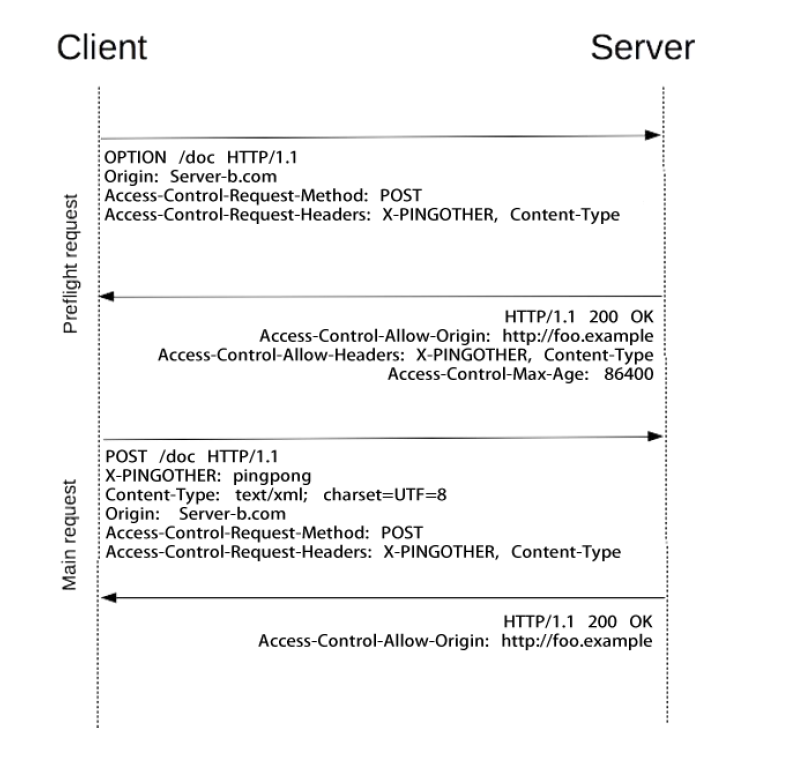 Client
Server
Preflight request
OPTION /doc HTTP/1.1
Origin: Server-b.com
Access-Control-Request-Method: POST
Access-Control-Request-Headers: X-PINGOTHER, Content-Type
HTTP/1.1 200 OK
Access-Control-Allow-Origin: http://foo.example
Access-Control-Allow-Headers: X-PINGOTHER, Content-Type
Access-Control-Max-Age: 86400
Main request
POST /doc HTTP/1.1
X-PINGOTHER: pingpong
Content-Type: text/xml; charset=UTF=8
Origin: Server-b.com
Access-Control-Request-Method: POST
Access-Control-Request-Headers: X-PINGOTHER, Content-Type
HTTP/1.1 200 OK
Access-Control-Allow-Origin: http://foo.example